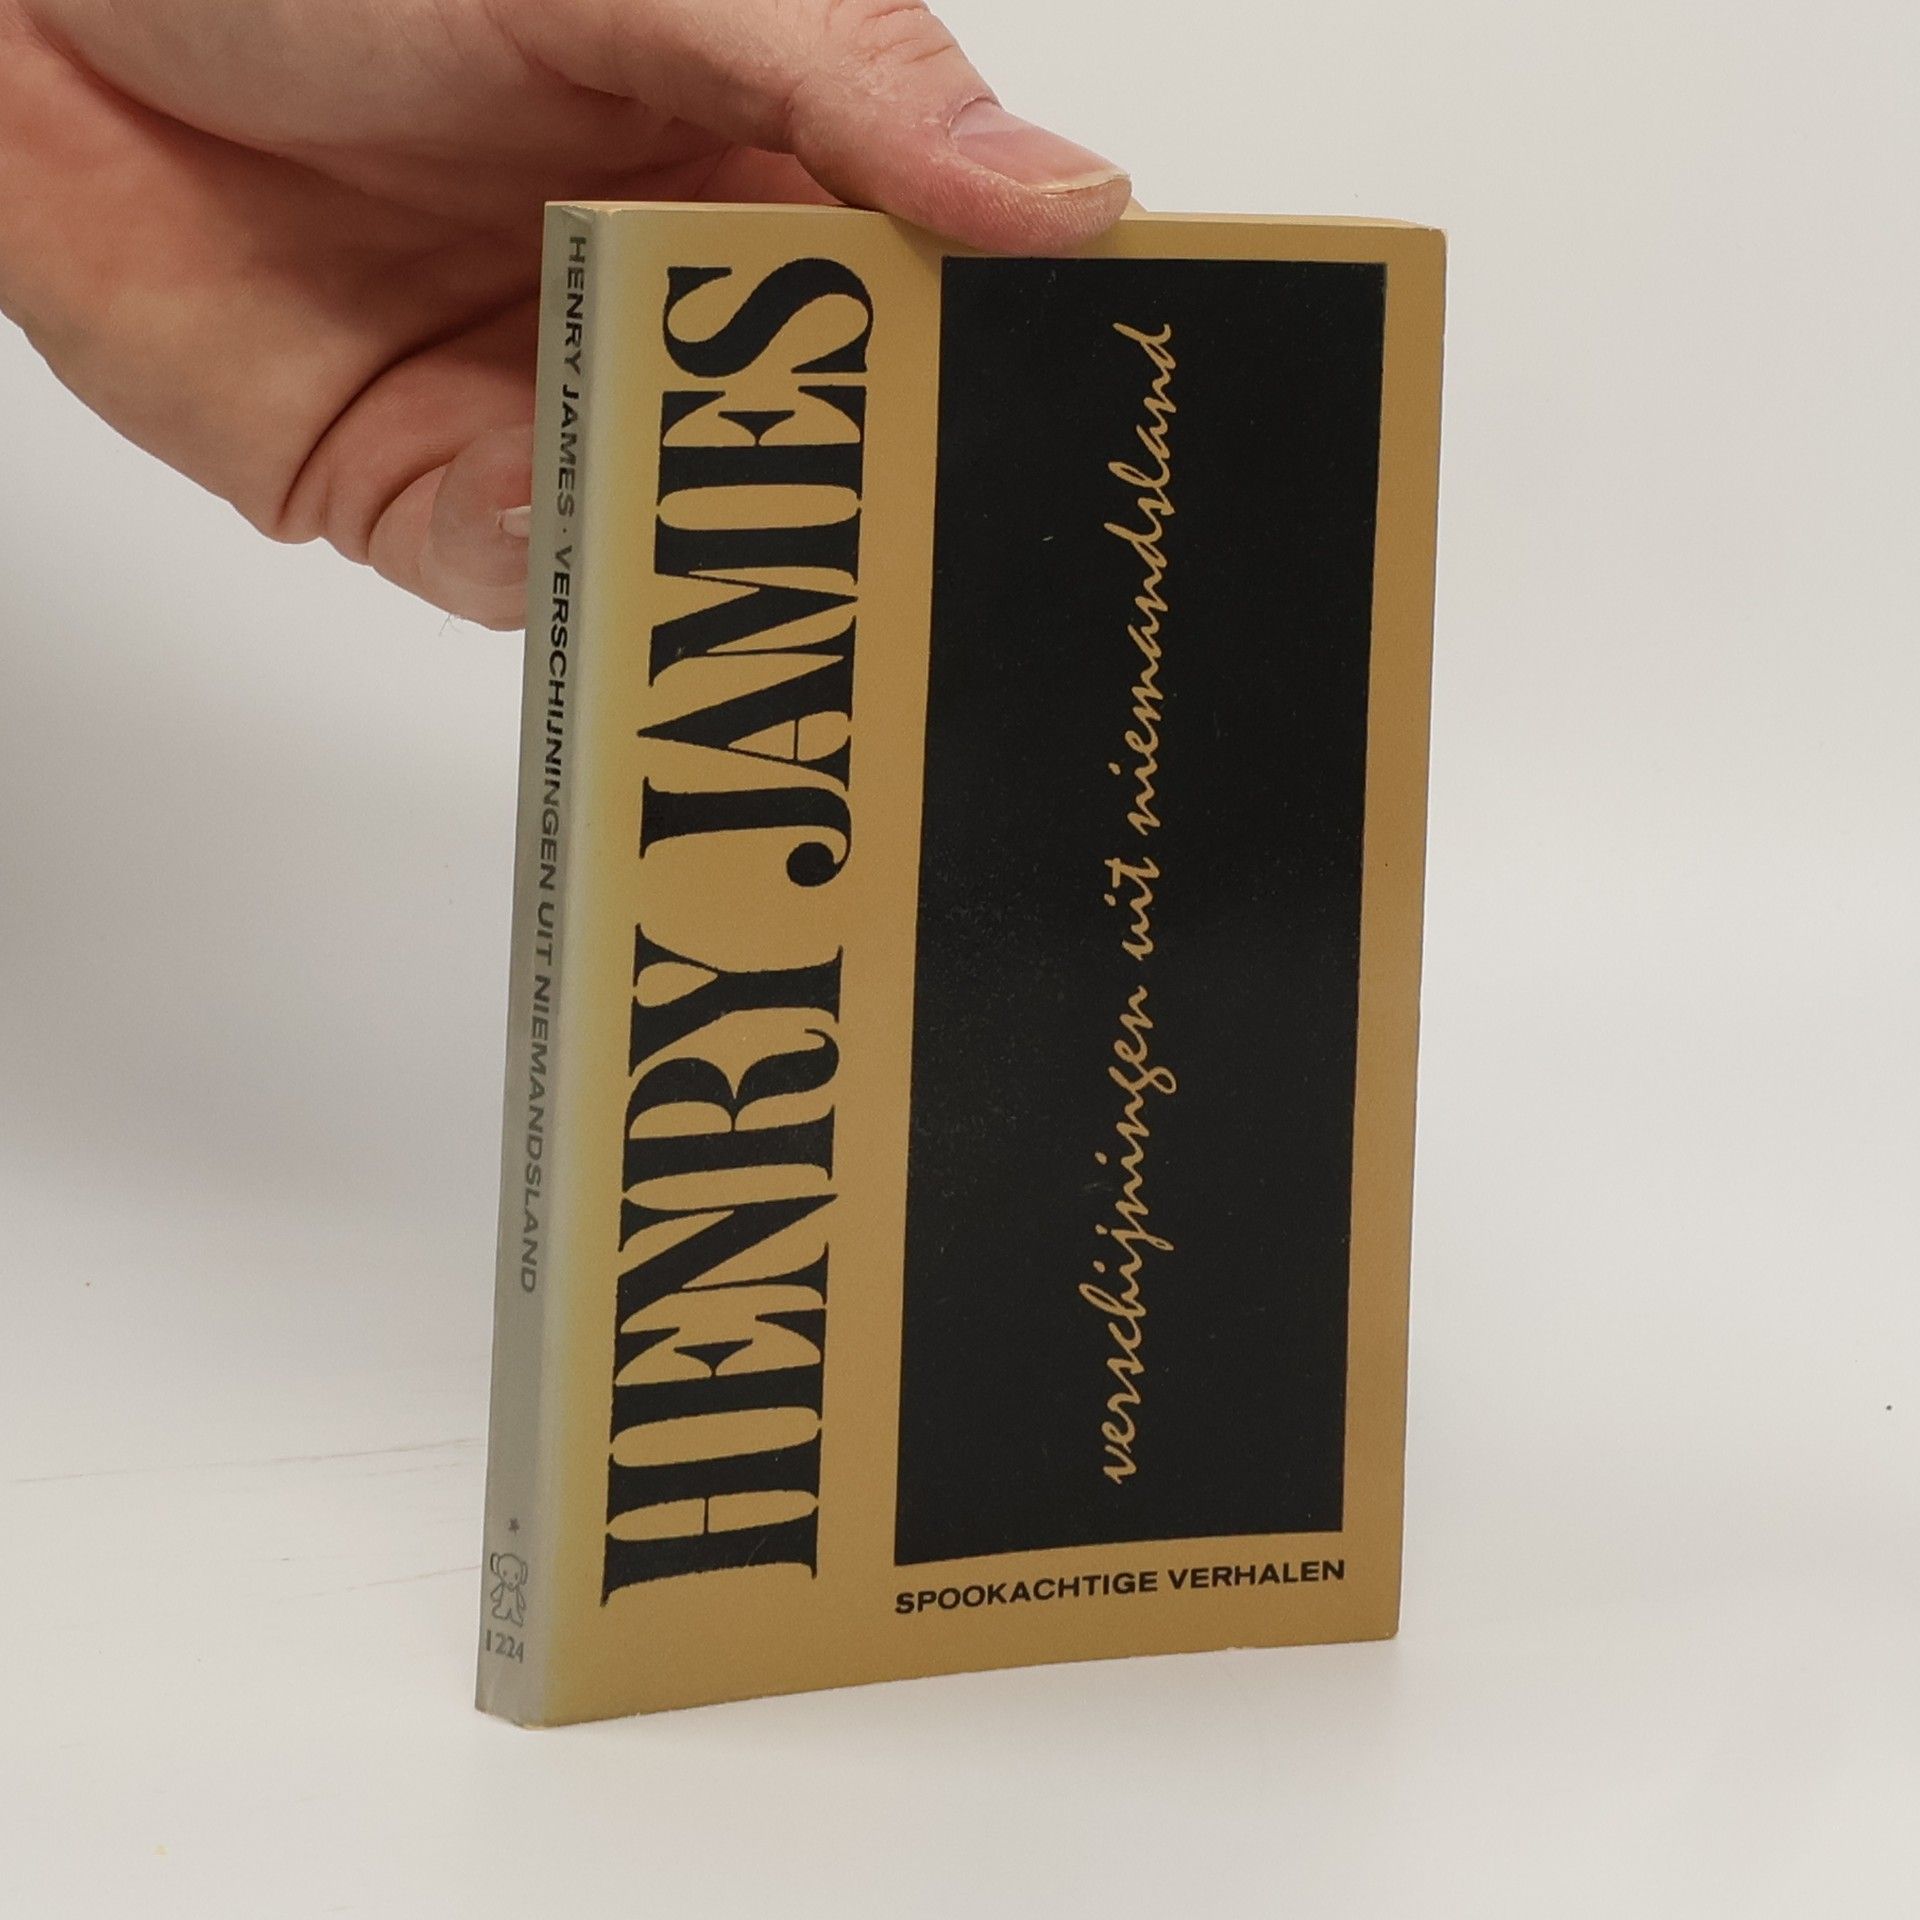 HENRY JAMES · VERSCHIJNINGEN UIT NIEMANDSLAND
*
1224
HENRY JAMES
verschijningen uit niemandsland
SPOOKACHTIGE VERHALEN